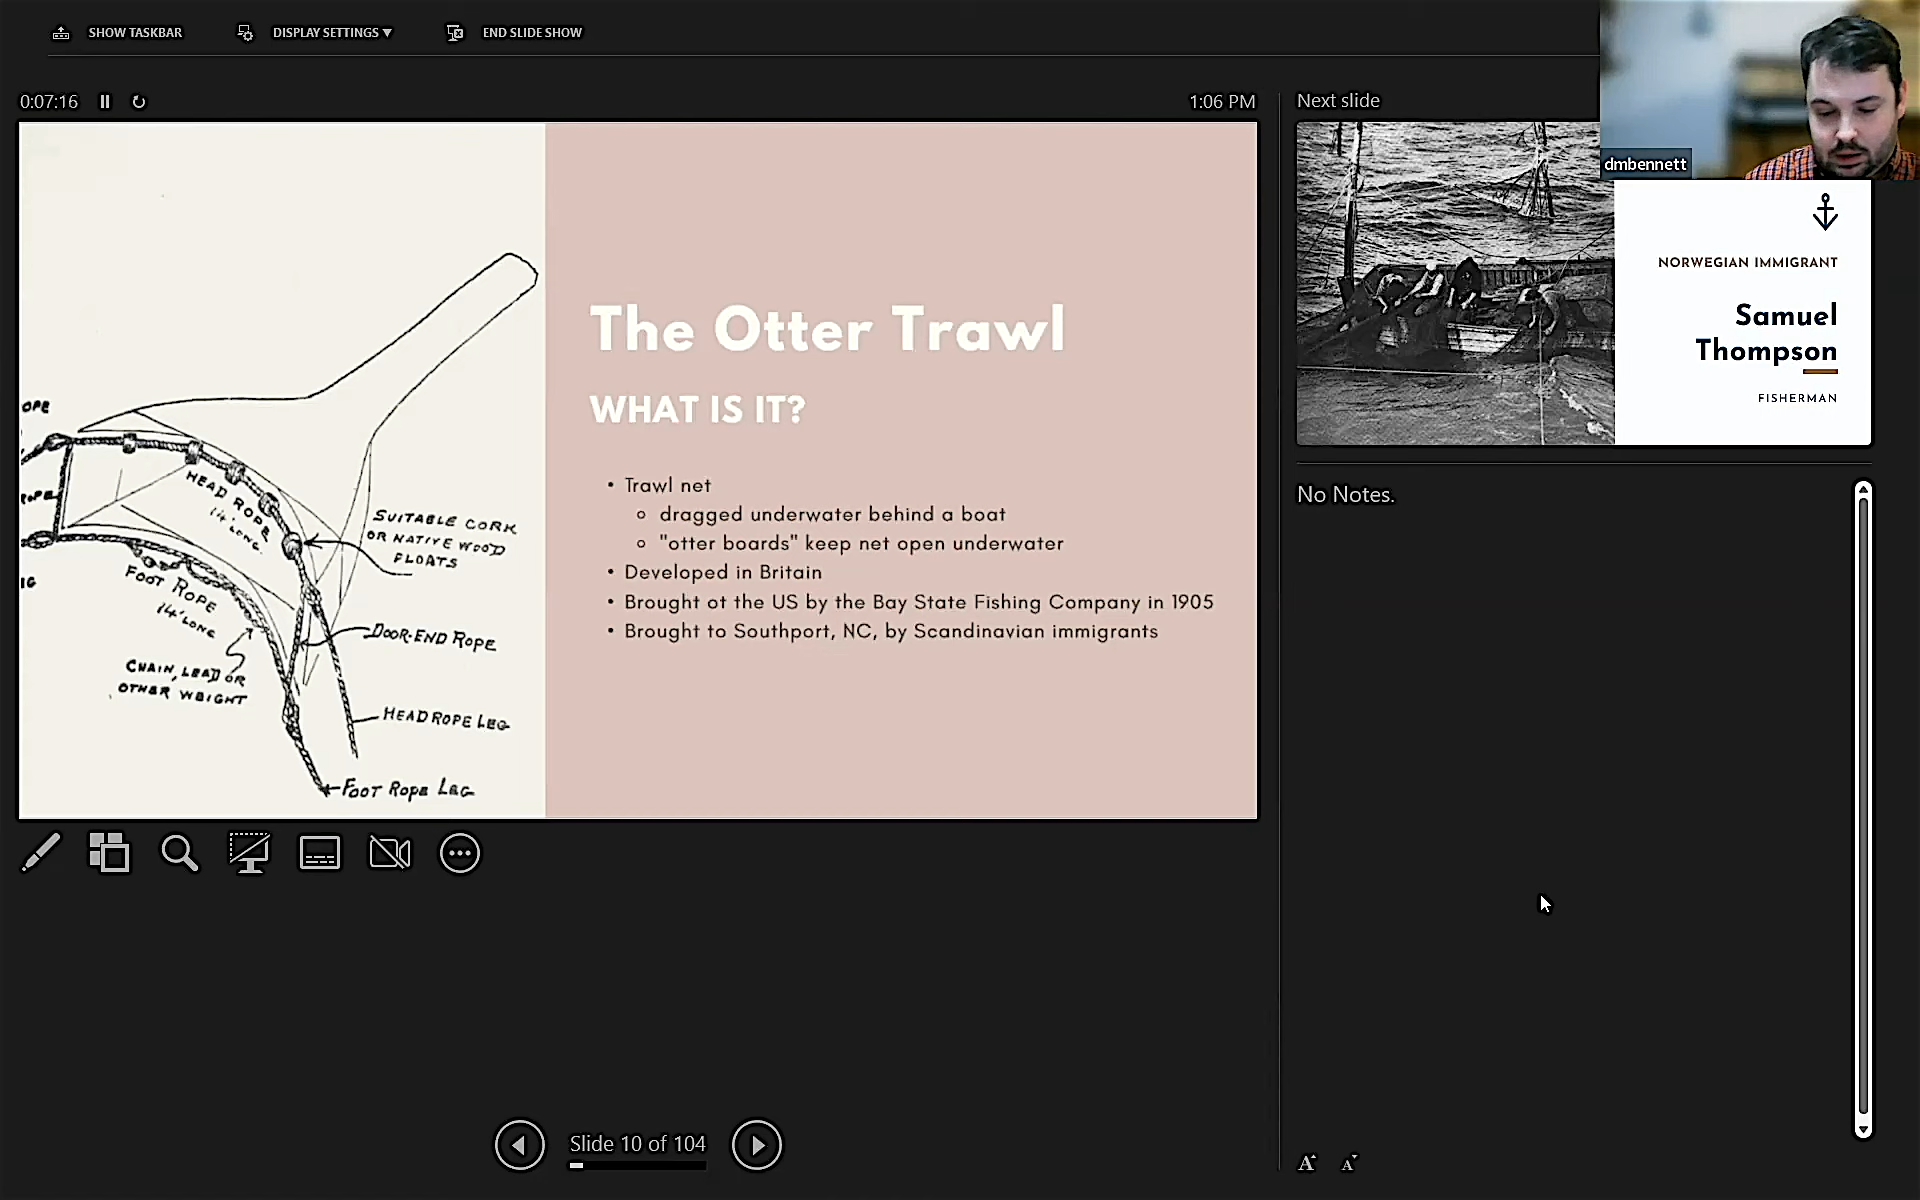 SHOW TASKBAR
DISPLAY SETTINGS ▼
END SLIDE SHOW
0:07:16
1:06 PM
OPE
ROPE
IG
HEAD ROPE
14' LONG.
SUITABLE CORK
OR NATIVE WOOD
FLOATS
FOOT ROPE
14' LONG
DOOR-END ROPE
CHAIN, LEAD OR
OTHER WEIGHT
HEAD ROPE LEG
FOOT ROPE LEG
The Otter Trawl
WHAT IS IT?
• Trawl net
dragged underwater behind a boat
"otter boards" keep net open underwater
• Developed in Britain
• Brought ot the US by the Bay State Fishing Company in 1905
• Brought to Southport, NC, by Scandinavian immigrants
Slide 10 of 104
Next slide
dmbennett
NORWEGIAN IMMIGRANT
Samuel
Thompson
FISHERMAN
No Notes.
A A